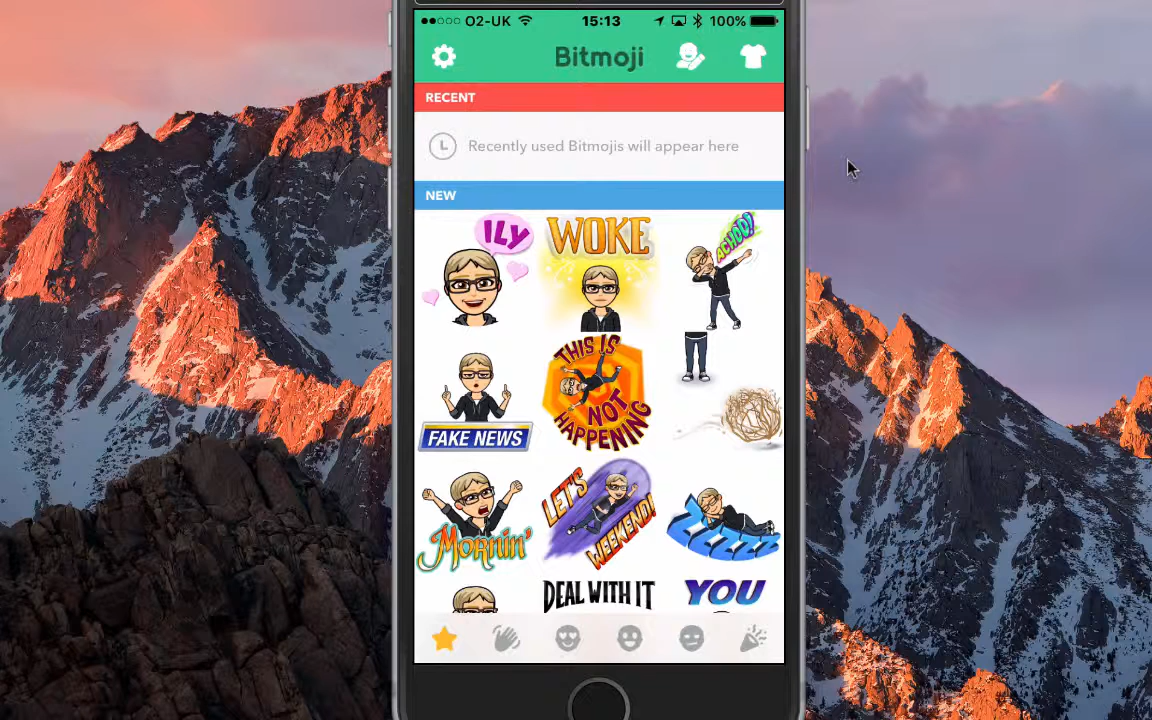 O2-UK 15:13 100%
Bitmoji
RECENT
Recently used Bitmojis will appear here
NEW
ILY
WOKE
ACHOO!
FAKE NEWS
THIS IS
NOT
HAPPENING
MORNIN'
LET'S
WEEKEND!
ZZZZZ
DEAL WITH IT
YOU